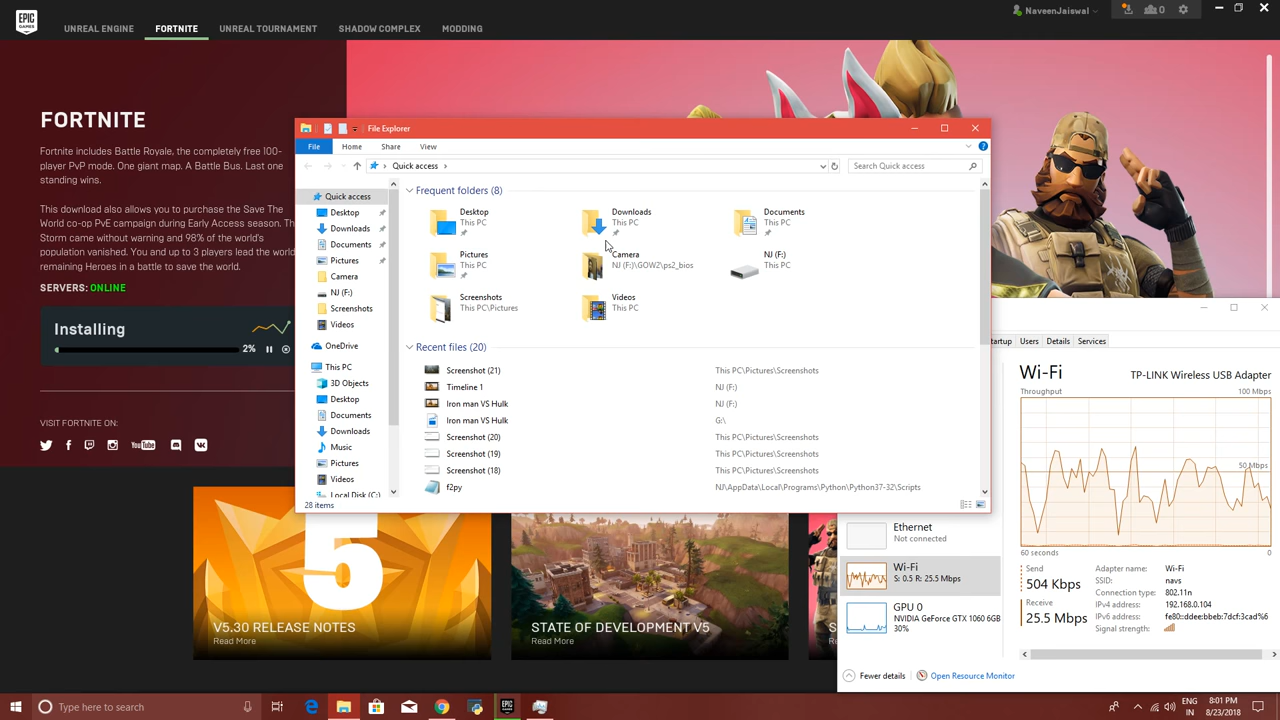 EPIC GAMES
UNREAL ENGINE
FORTNITE
UNREAL TOURNAMENT
SHADOW COMPLEX
MODDING
NaveenJaiswal
0
FORTNITE
Fortnite includes Battle Royale, the completely free 100-
player PvP mode. One giant map. A Battle Bus. Last one
standing wins.
This download also allows you to purchase the Save The
World co-op PvE campaign during Early Access season. The
Storm came without warning and 98% of the world's
population vanished. You and up to 3 players lead the
remaining Heroes in a battle to save the world.
SERVERS: ONLINE
Installing
2%
VISIT FORTNITE ON:
YouTube
File Explorer
File
Home
Share
View
Quick access
Search Quick access
Quick access
Desktop
Downloads
Documents
Pictures
Camera
NJ (F:)
Screenshots
Videos
OneDrive
This PC
3D Objects
Desktop
Documents
Downloads
Music
Pictures
Videos
Local Disk (C:)
Frequent folders (8)
Desktop
This PC
Downloads
This PC
Documents
This PC
Pictures
This PC
Camera
NJ (F:)\GOW2\ps2_bios
NJ (F:)
This PC
Screenshots
This PC\Pictures
Videos
This PC
Recent files (20)
Screenshot (21)
This PC\Pictures\Screenshots
Timeline 1
NJ (F:)
Iron man VS Hulk
NJ (F:)
Iron man VS Hulk
G:\
Screenshot (20)
This PC\Pictures\Screenshots
Screenshot (19)
This PC\Pictures\Screenshots
Screenshot (18)
This PC\Pictures\Screenshots
f2py
NJ\AppData\Local\Programs\Python\Python37-32\Scripts
28 items
5
V5.30 RELEASE NOTES
Read More
STATE OF DEVELOPMENT V5
Read More
tartup
Users
Details
Services
Wi-Fi
TP-LINK Wireless USB Adapter
Throughput
100 Mbps
50 Mbps
60 seconds
0
Ethernet
Not connected
Wi-Fi
S: 0.5 R: 25.5 Mbps
GPU 0
NVIDIA GeForce GTX 1060 6GB
30%
Send
504 Kbps
Receive
25.5 Mbps
Adapter name:
Wi-Fi
SSID:
navs
Connection type:
802.11n
IPv4 address:
192.168.0.104
IPv6 address:
fe80::ddee:bbeb:7dcf:3cad%6
Signal strength:
Fewer details
Open Resource Monitor
Type here to search
ENG
IN
8:01 PM
8/23/2018